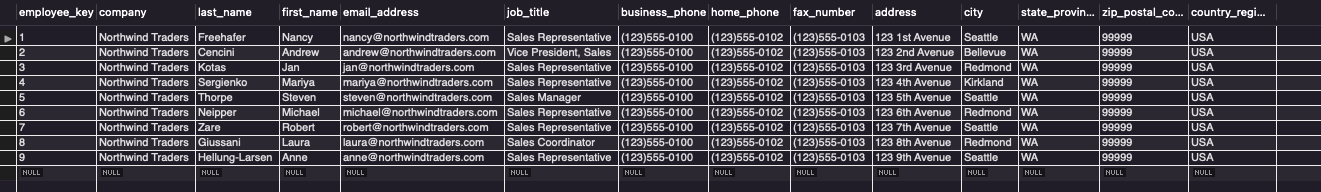 employee_key company last_name first_name email_address job_title business_phone home_phone fax_number address city state_provin... zip_postal_co... country_regi...
1 Northwind Traders Freehafer Nancy nancy@northwindtraders.com Sales Representative (123)555-0100 (123)555-0102 (123)555-0103 123 1st Avenue Seattle WA 99999 USA
2 Northwind Traders Cencini Andrew andrew@northwindtraders.com Vice President, Sales (123)555-0100 (123)555-0102 (123)555-0103 123 2nd Avenue Bellevue WA 99999 USA
3 Northwind Traders Kotas Jan jan@northwindtraders.com Sales Representative (123)555-0100 (123)555-0102 (123)555-0103 123 3rd Avenue Redmond WA 99999 USA
4 Northwind Traders Sergienko Mariya mariya@northwindtraders.com Sales Representative (123)555-0100 (123)555-0102 (123)555-0103 123 4th Avenue Kirkland WA 99999 USA
5 Northwind Traders Thorpe Steven steven@northwindtraders.com Sales Manager (123)555-0100 (123)555-0102 (123)555-0103 123 5th Avenue Seattle WA 99999 USA
6 Northwind Traders Neipper Michael michael@northwindtraders.com Sales Representative (123)555-0100 (123)555-0102 (123)555-0103 123 6th Avenue Redmond WA 99999 USA
7 Northwind Traders Zare Robert robert@northwindtraders.com Sales Representative (123)555-0100 (123)555-0102 (123)555-0103 123 7th Avenue Seattle WA 99999 USA
8 Northwind Traders Giussani Laura laura@northwindtraders.com Sales Coordinator (123)555-0100 (123)555-0102 (123)555-0103 123 8th Avenue Redmond WA 99999 USA
9 Northwind Traders Hellung-Larsen Anne anne@northwindtraders.com Sales Representative (123)555-0100 (123)555-0102 (123)555-0103 123 9th Avenue Seattle WA 99999 USA
NULL NULL NULL NULL NULL NULL NULL NULL NULL NULL NULL NULL NULL NULL